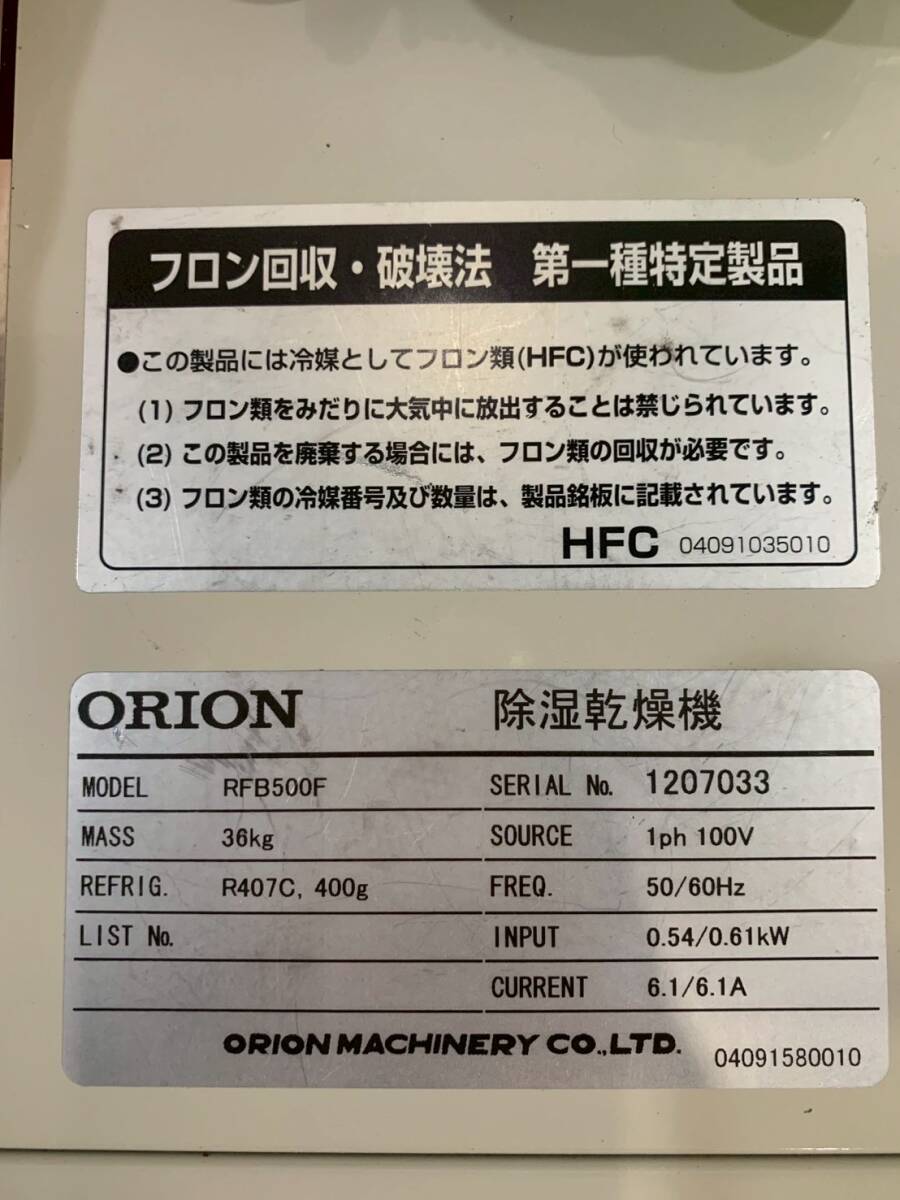 フロン回収・破壊法 第一種特定製品
●この製品には冷媒としてフロン類(HFC)が使われています。
(1) フロン類をみだりに大気中に放出することは禁じられています。
(2) この製品を廃棄する場合には、フロン類の回収が必要です。
(3) フロン類の冷媒番号及び数量は、製品銘板に記載されています。
HFC 04091035010
ORION 除湿乾燥機
MODEL RFB500F SERIAL No. 1207033
MASS 36kg SOURCE 1ph 100V
REFRIG. R407C, 400g FREQ. 50/60Hz
LIST No. INPUT 0.54/0.61kW
CURRENT 6.1/6.1A
ORION MACHINERY CO.,LTD. 04091580010